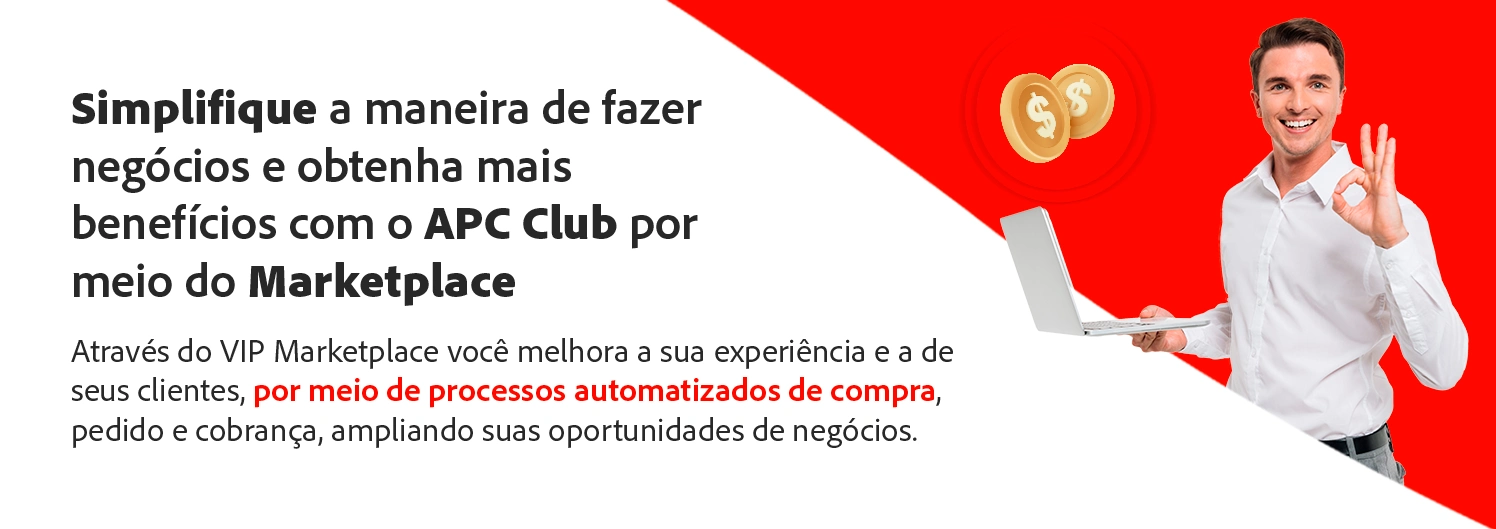 Simplifique a maneira de fazer
negócios e obtenha mais
benefícios com o APC Club por
meio do Marketplace
Através do VIP Marketplace você melhora a sua experiência e a de
seus clientes, por meio de processos automatizados de compra,
pedido e cobrança, ampliando suas oportunidades de negócios.
$ $